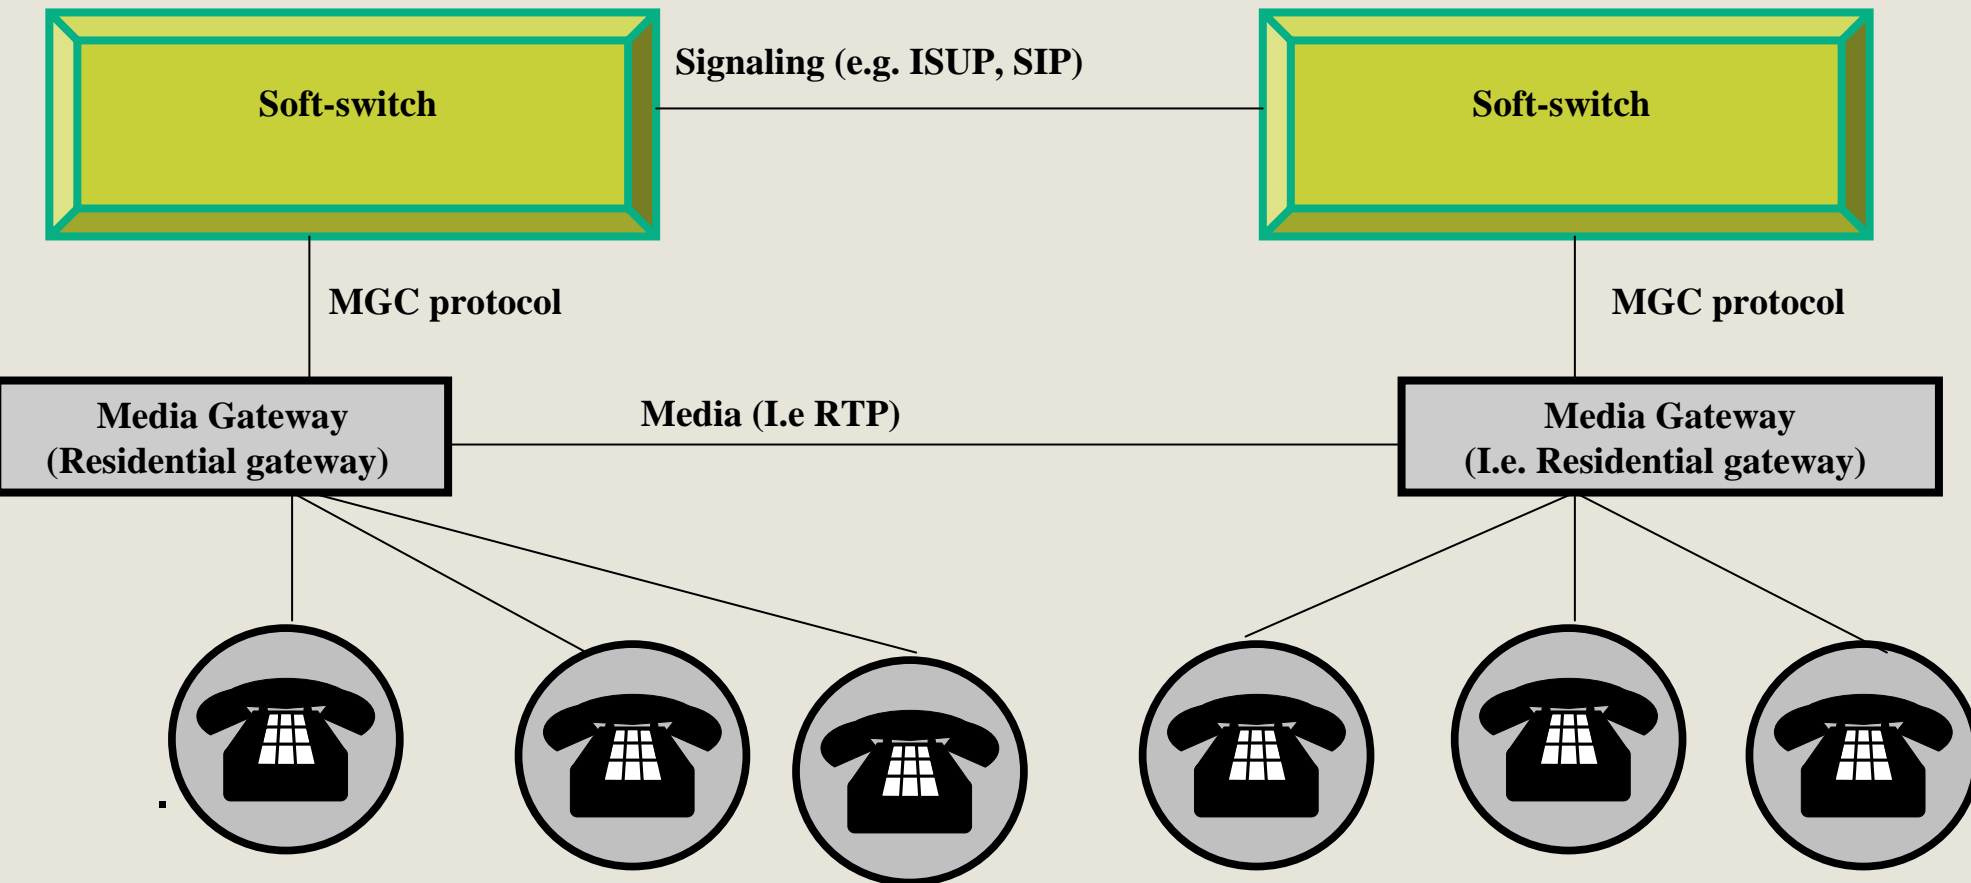 Signaling (e.g. ISUP, SIP)
Soft-switch
Soft-switch
MGC protocol
MGC protocol
Media Gateway
(Residential gateway)
Media (I.e RTP)
Media Gateway
(I.e. Residential gateway)